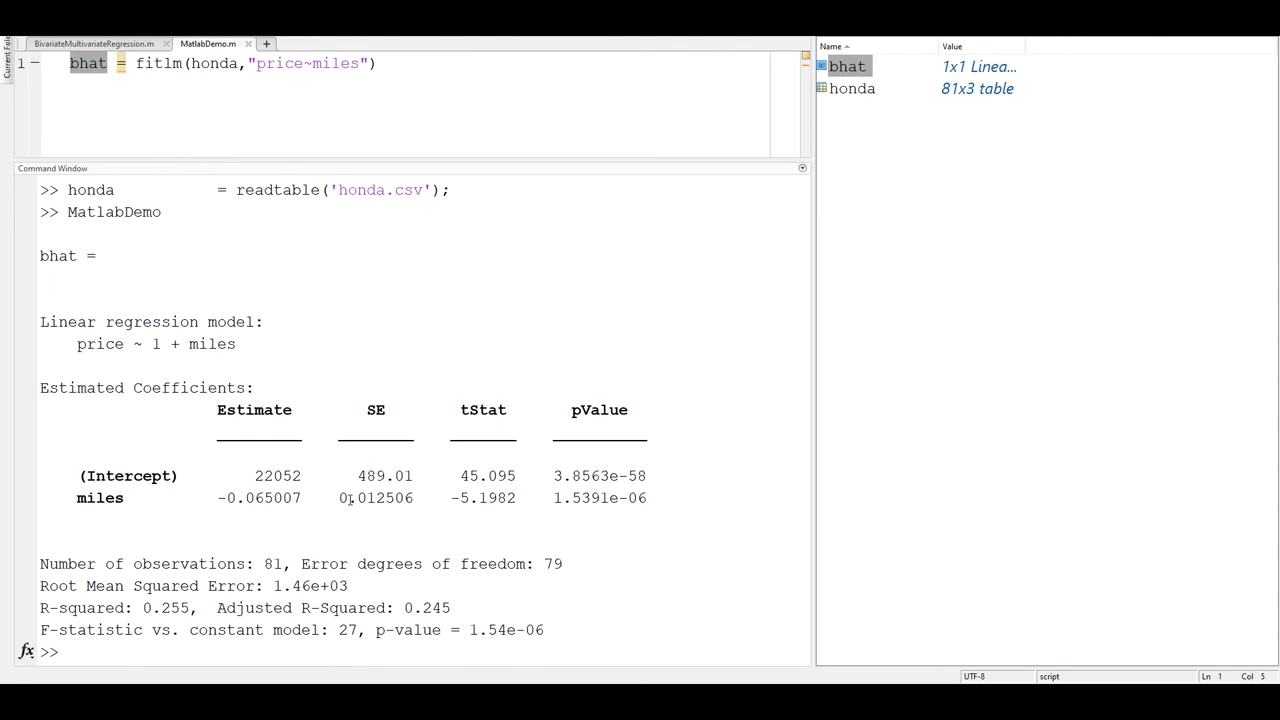 Current Fol
BivariateMultivariateRegression.m × MatlabDemo.m × +
1 bhat = fitlm(honda,"price~miles")
Command Window
>> honda = readtable('honda.csv');
>> MatlabDemo
bhat =
Linear regression model:
price ~ 1 + miles
Estimated Coefficients:
Estimate SE tStat pValue
(Intercept) 22052 489.01 45.095 3.8563e-58
miles -0.065007 0.012506 -5.1982 1.5391e-06
Number of observations: 81, Error degrees of freedom: 79
Root Mean Squared Error: 1.46e+03
R-squared: 0.255, Adjusted R-Squared: 0.245
F-statistic vs. constant model: 27, p-value = 1.54e-06
fx >>
Name Value
bhat 1x1 Linea...
honda 81x3 table
UTF-8 script Ln 1 Col 5